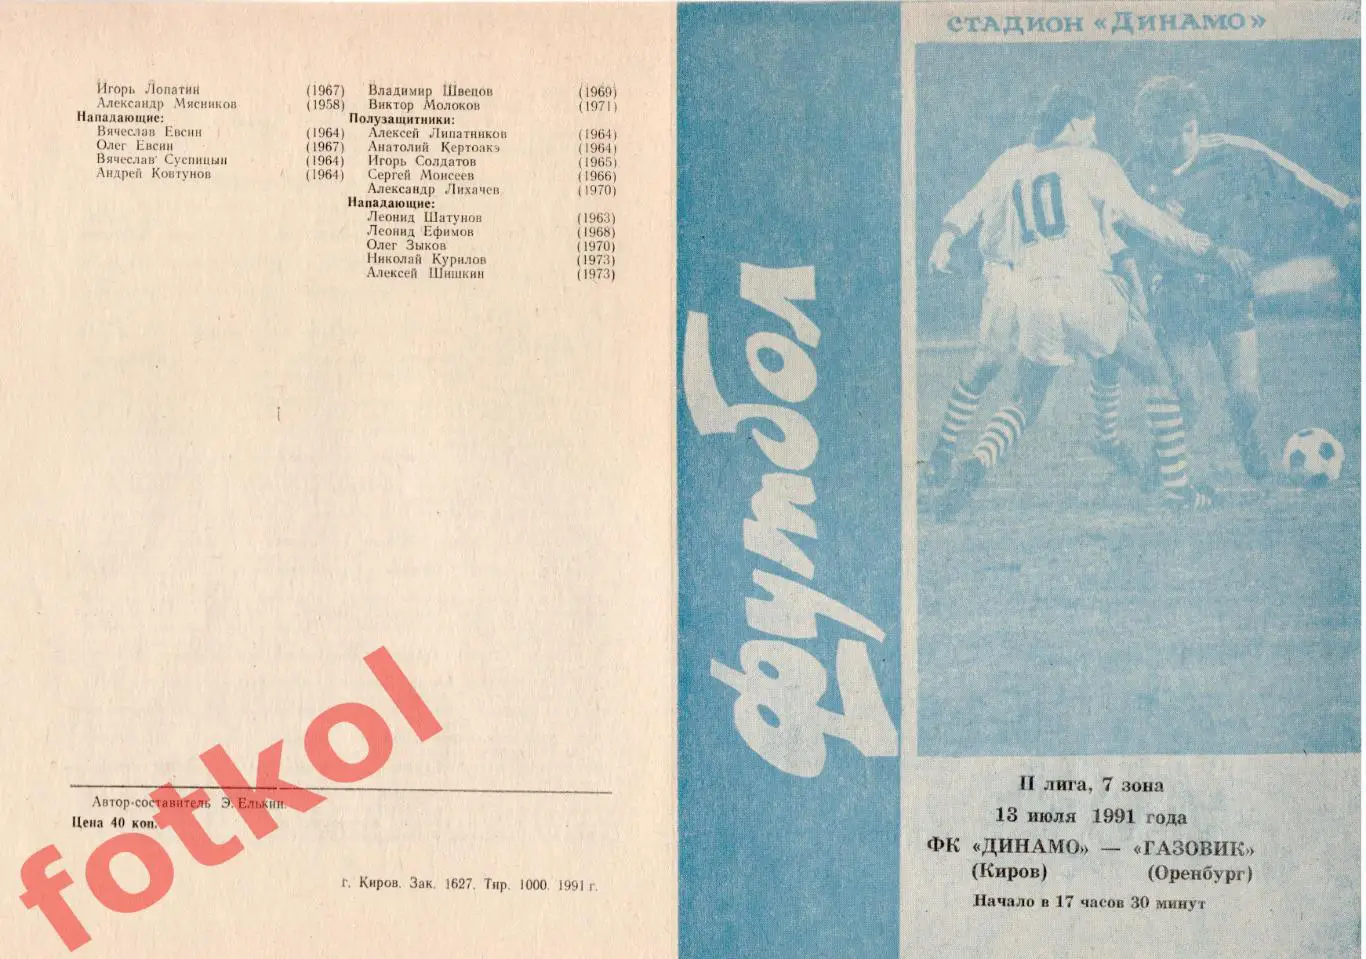 Игорь Лопатин (1967)
Александр Мясников (1958)
Нападающие:
Вячеслав Евсин (1964)
Олег Евсин (1967)
Вячеслав Суспицын (1964)
Андрей Ковтунов (1964)
Владимир Швецов (1969)
Виктор Молоков (1971)
Полузащитники:
Алексей Липатников (1964)
Анатолий Кертоакэ (1964)
Игорь Солдатов (1965)
Сергей Моисеев (1966)
Александр Лихачев (1970)
Нападающие:
Леонид Шатунов (1963)
Леонид Ефимов (1968)
Олег Зыков (1970)
Николай Курилов (1973)
Алексей Шишкин (1973)
Автор-составитель Э. Елькин.
Цена 40 коп.
г. Киров. Зак. 1627. Тир. 1000. 1991 г.
fotkol
футбол
СТАДИОН «ДИНАМО»
10
II лига, 7 зона
13 июля 1991 года
ФК «ДИНАМО» — «ГАЗОВИК»
(Киров) (Оренбург)
Начало в 17 часов 30 минут